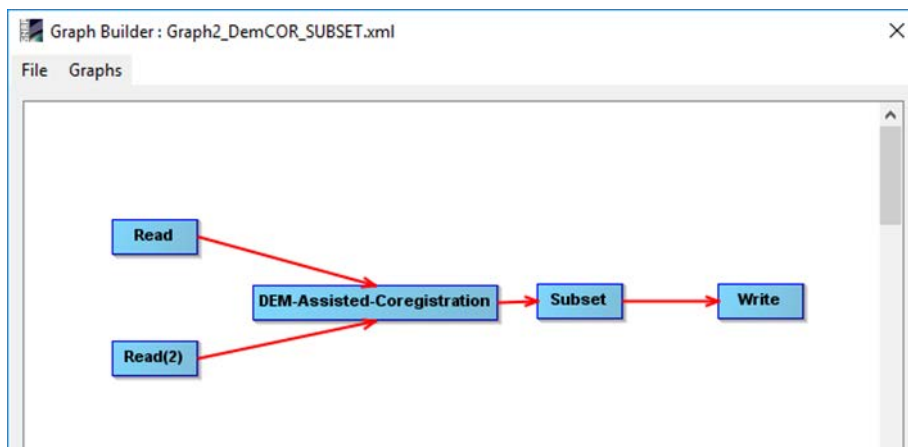 Graph Builder : Graph2_DemCOR_SUBSET.xml
File Graphs
Read
DEM-Assisted-Coregistration
Subset
Write
Read(2)